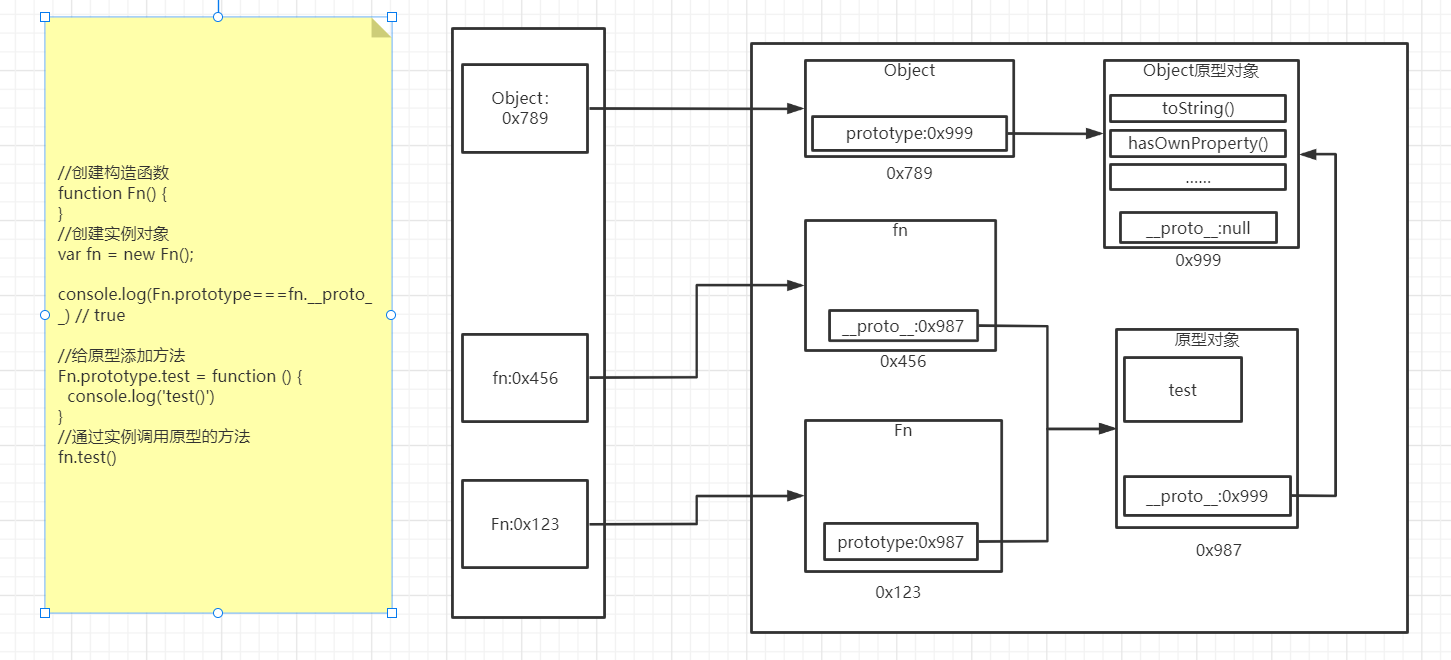 //创建构造函数
function Fn() {
}
//创建实例对象
var fn = new Fn();
console.log(Fn.prototype===fn.__proto_
_) // true
//给原型添加方法
Fn.prototype.test = function () {
console.log('test()')
}
//通过实例调用原型的方法
fn.test()
Object：
0x789
fn:0x456
Fn:0x123
Object
prototype:0x999
0x789
fn
__proto__:0x987
0x456
Fn
prototype:0x987
0x123
Object原型对象
toString()
hasOwnProperty()
......
__proto__:null
0x999
原型对象
test
__proto__:0x999
0x987